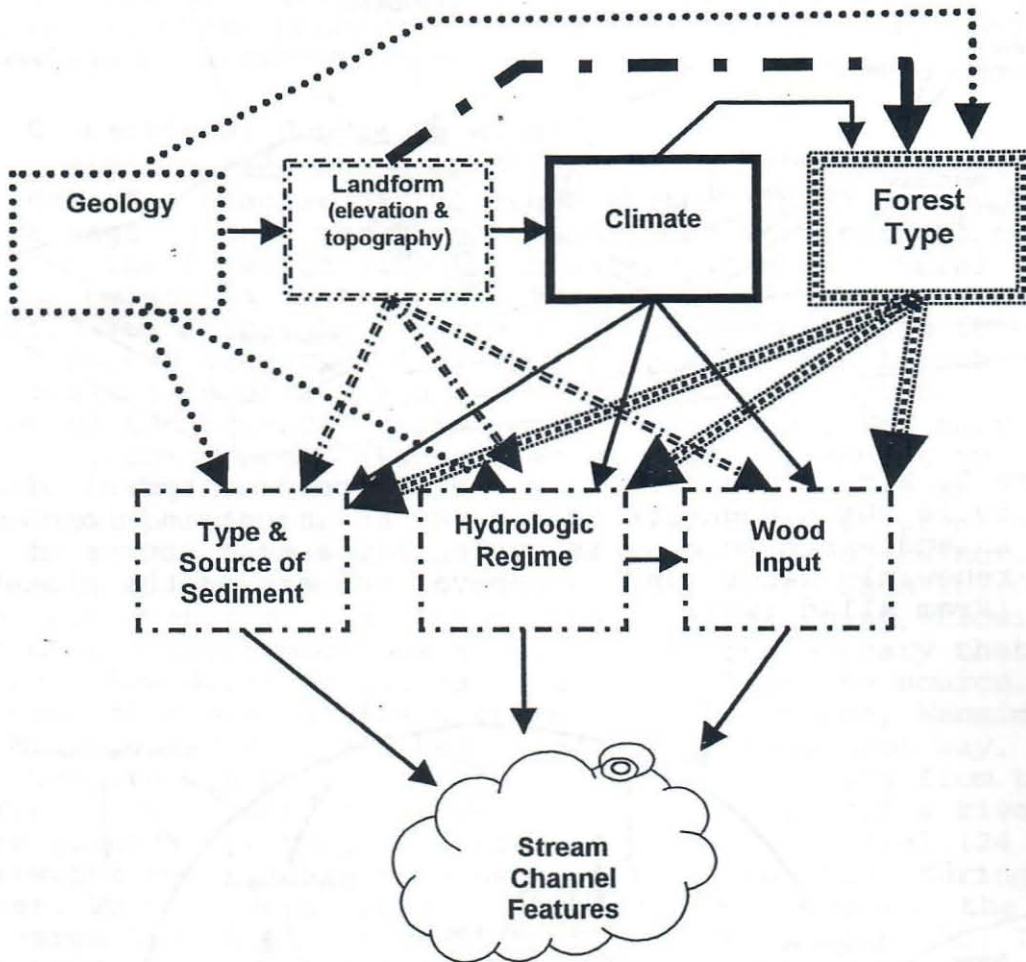 Geology
Landform
(elevation &
topography)
Climate
Forest
Type
Type &
Source of
Sediment
Hydrologic
Regime
Wood
Input
Stream
Channel
Features